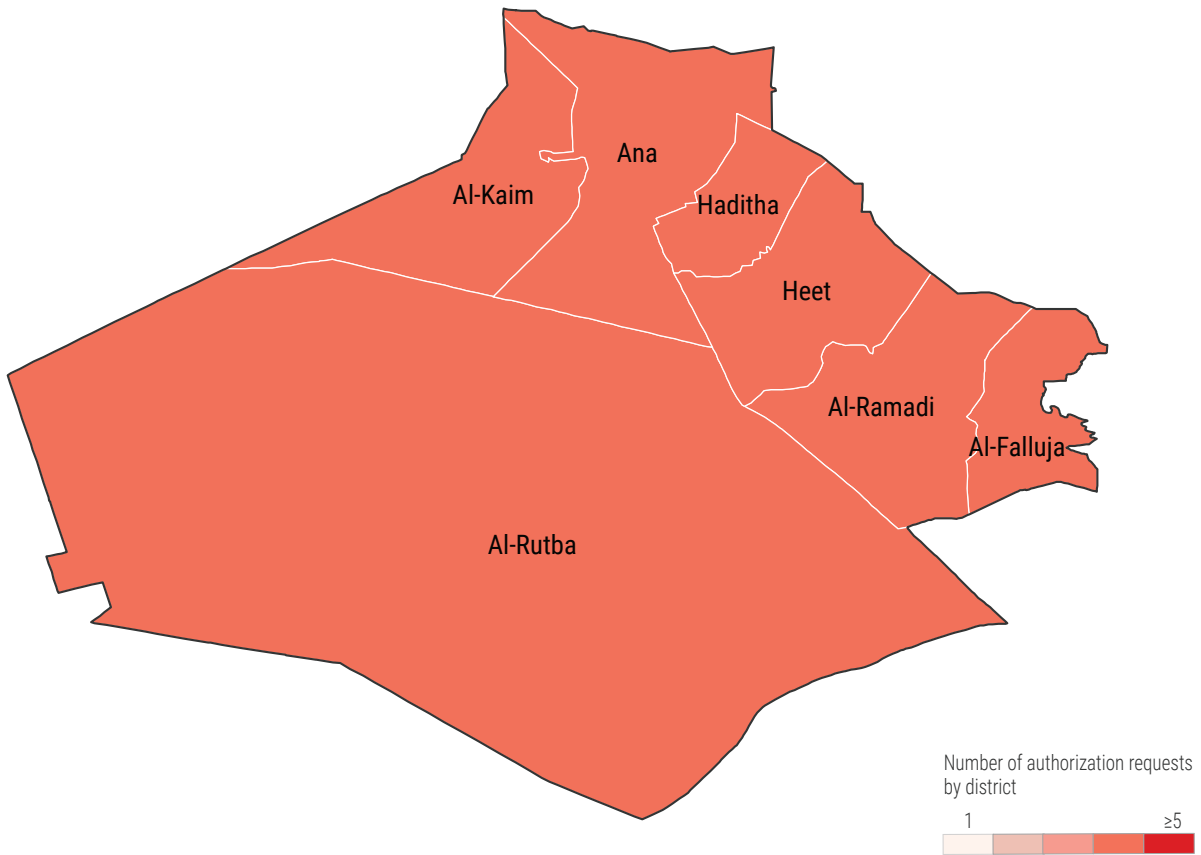 Ana
Al-Kaim
Haditha
Heet
Al-Ramadi
Al-Falluja
Al-Rutba
Number of authorization requests
by district
1 ≥5